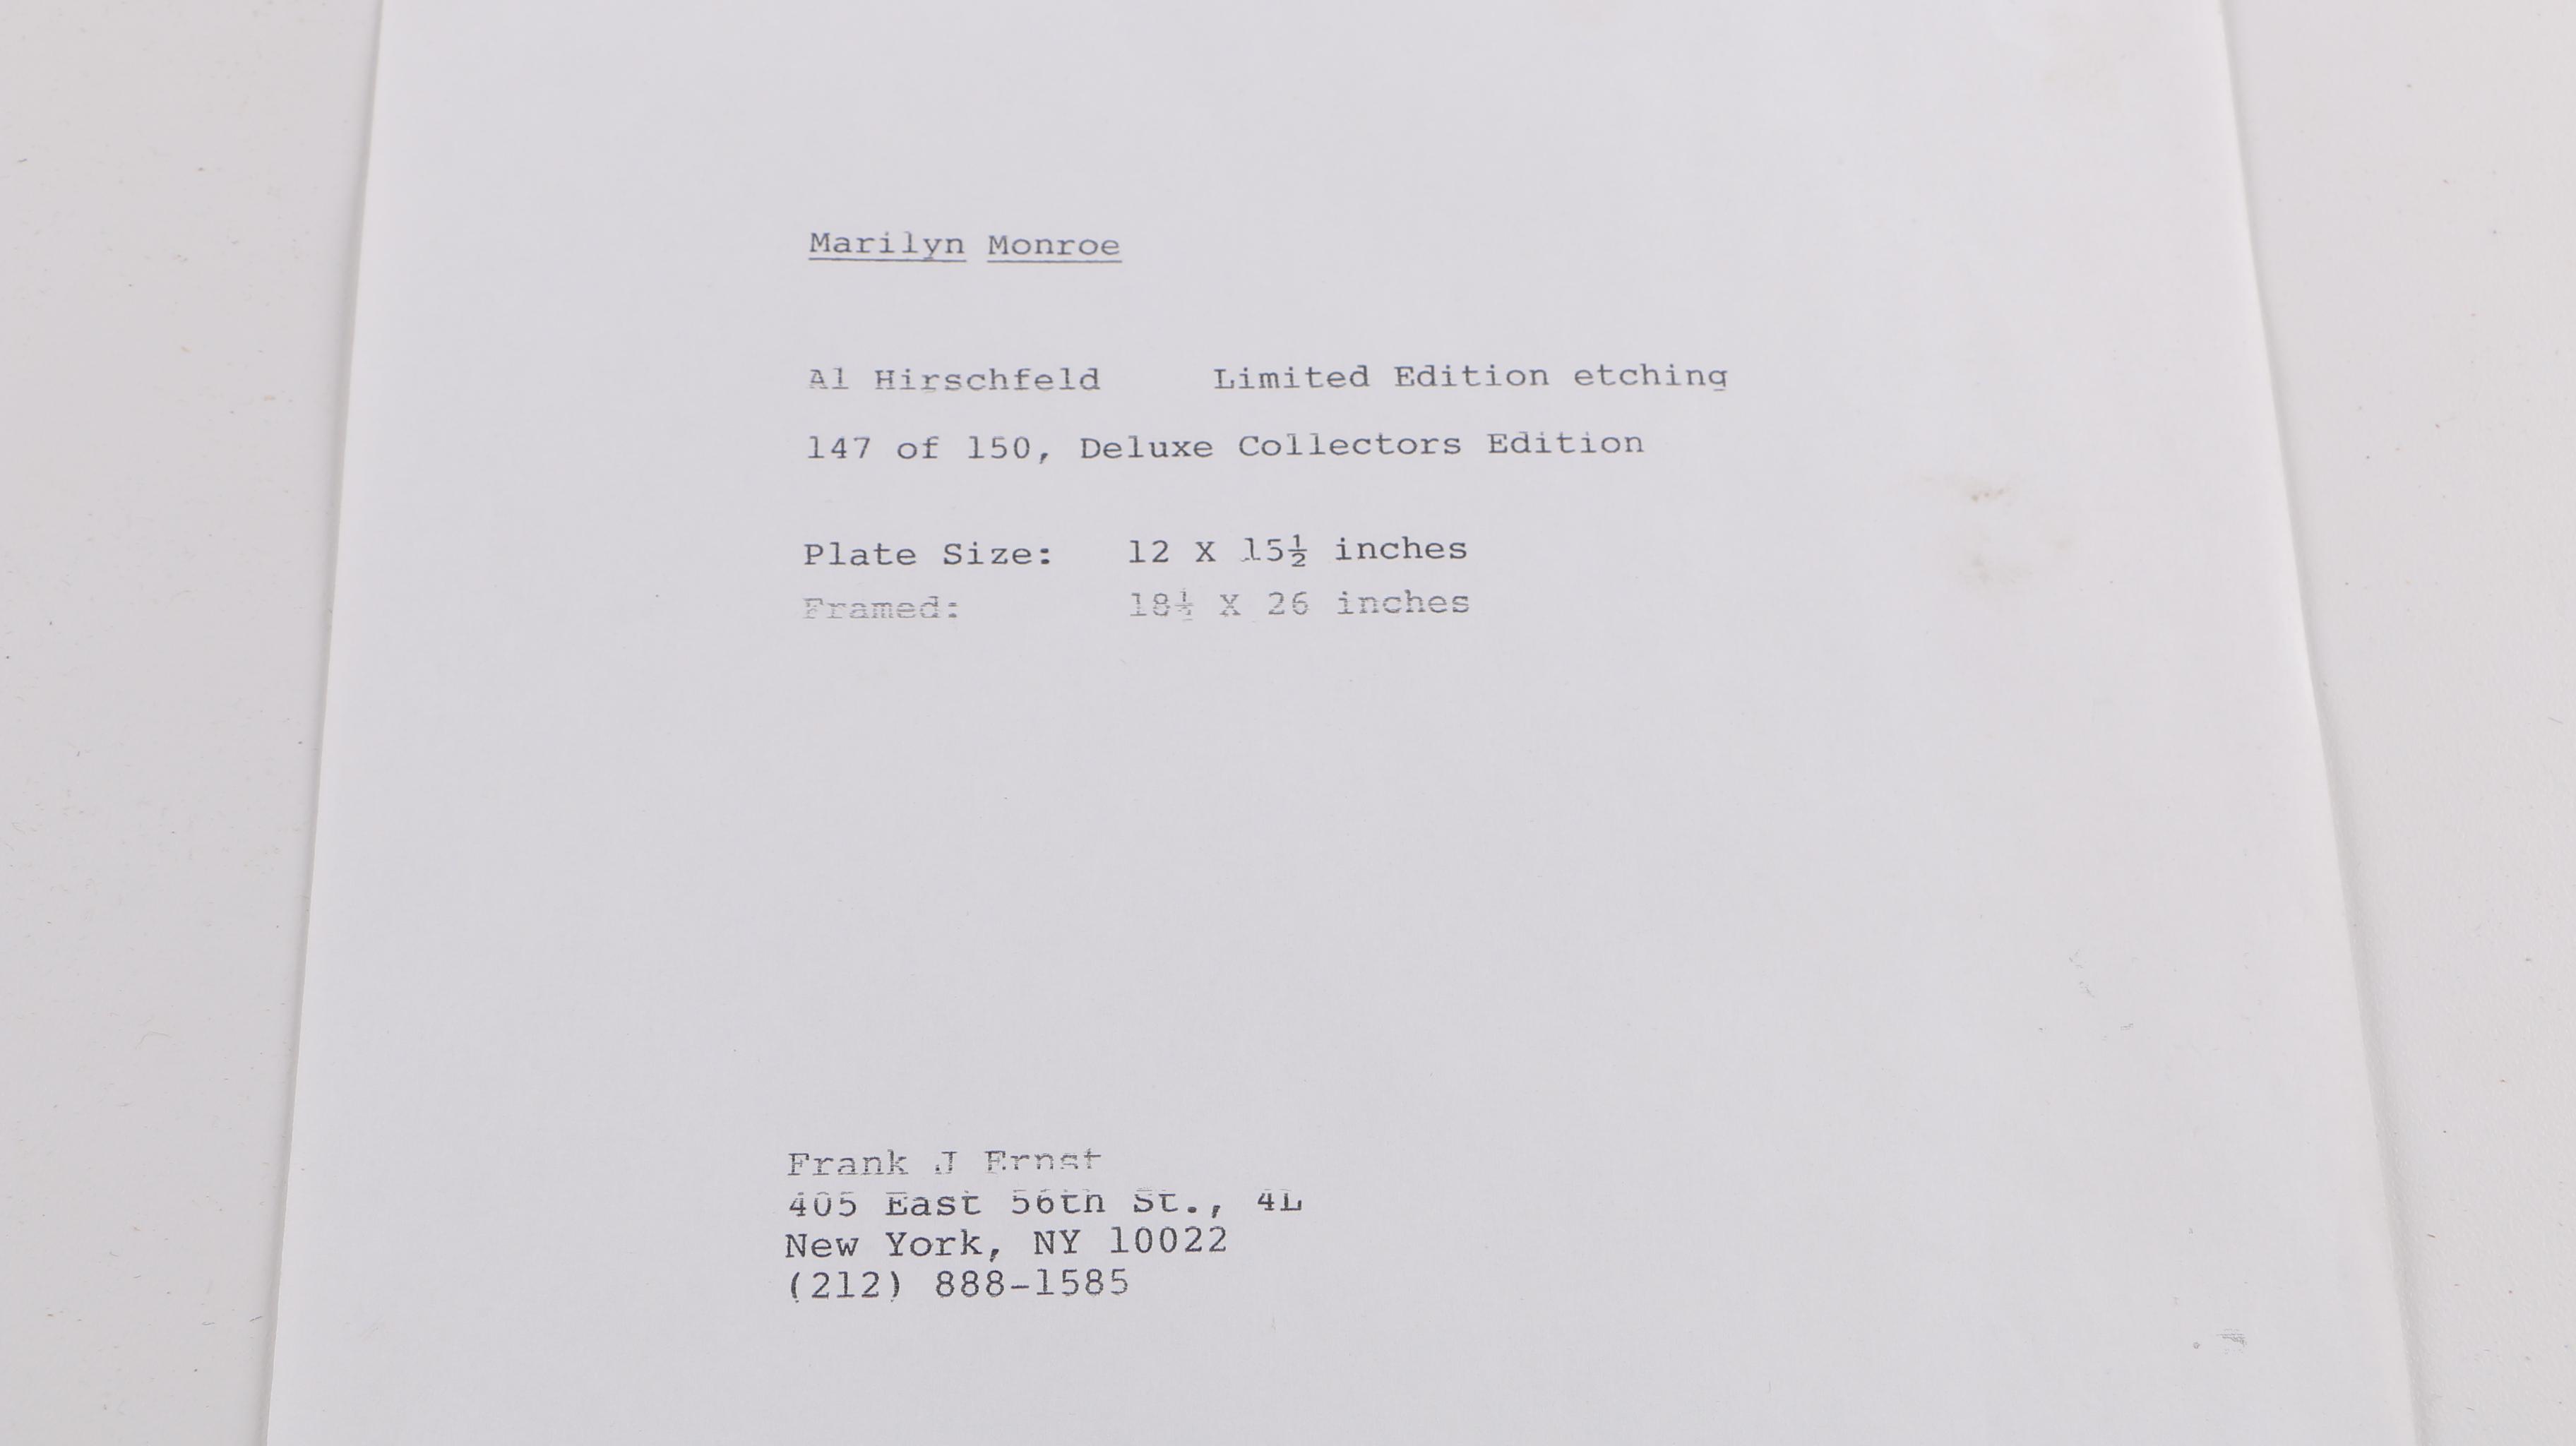 Marilyn Monroe
Al Hirschfeld Limited Edition etching
147 of 150, Deluxe Collectors Edition
Plate Size: 12 X 15½ inches
Framed: 18½ X 26 inches
Frank J Ernst
405 East 56th St., 4L
New York, NY 10022
(212) 888-1585